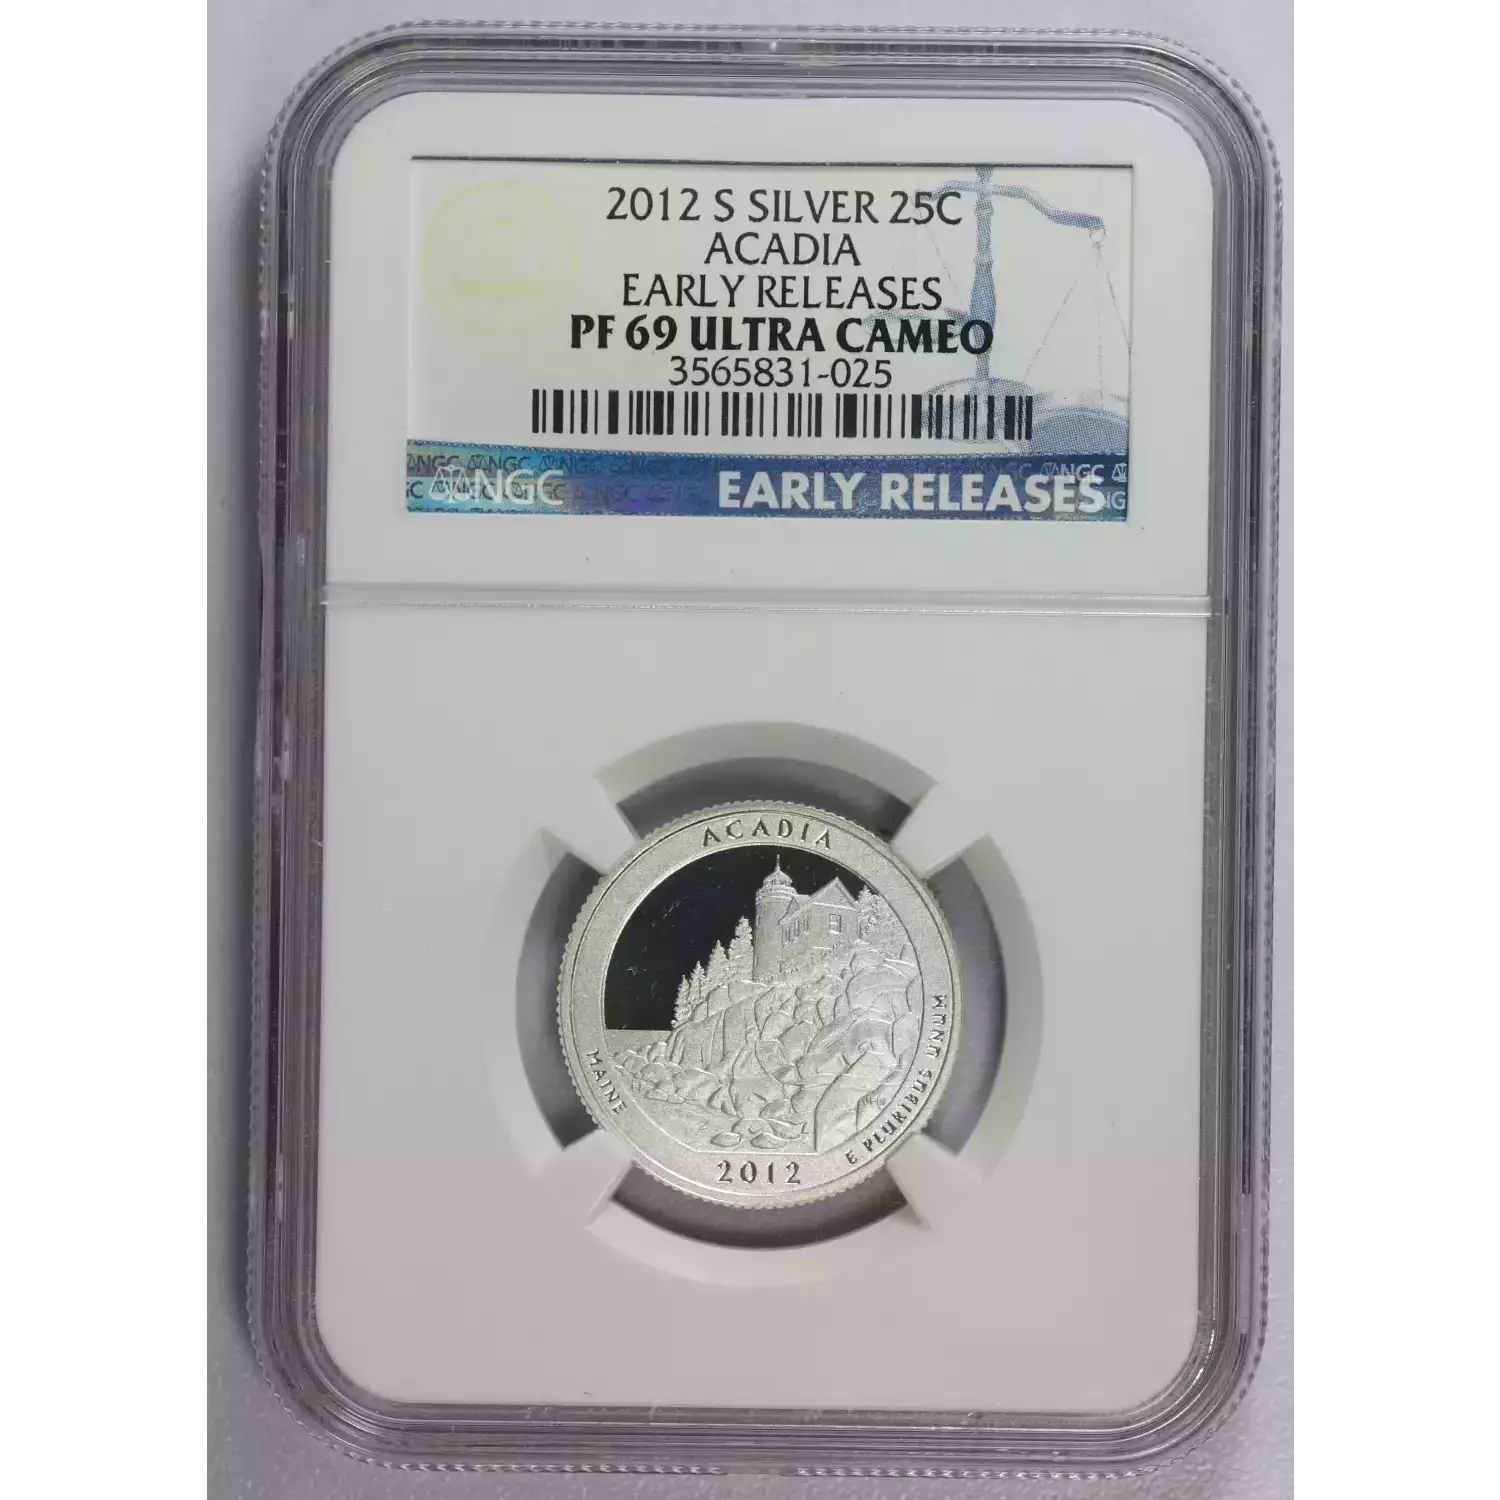 2012 S SILVER 25C
ACADIA
EARLY RELEASES
PF 69 ULTRA CAMEO
3565831-025
NGC EARLY RELEASES
ACADIA
MAINE
2012
E PLURIBUS UNUM